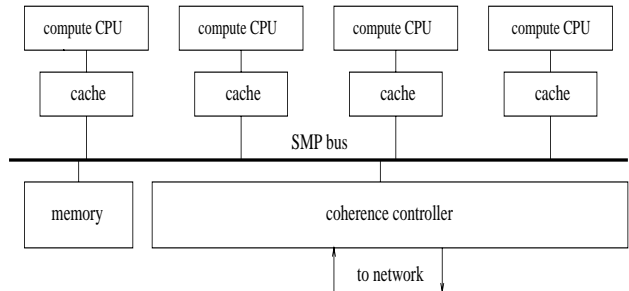 compute CPU
compute CPU
compute CPU
compute CPU
cache
cache
cache
cache
SMP bus
memory
coherence controller
to network